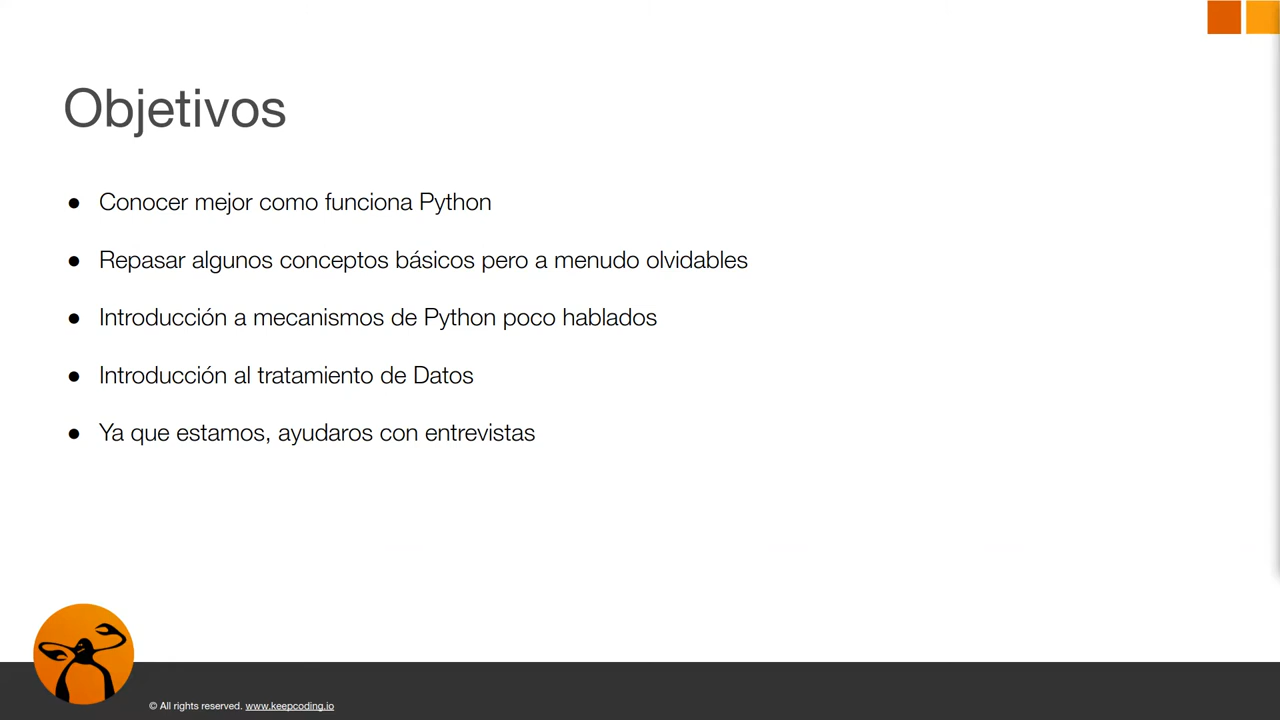 Objetivos
● Conocer mejor como funciona Python
● Repasar algunos conceptos básicos pero a menudo olvidables
● Introducción a mecanismos de Python poco hablados
● Introducción al tratamiento de Datos
● Ya que estamos, ayudaros con entrevistas
© All rights reserved. www.keepcoding.io